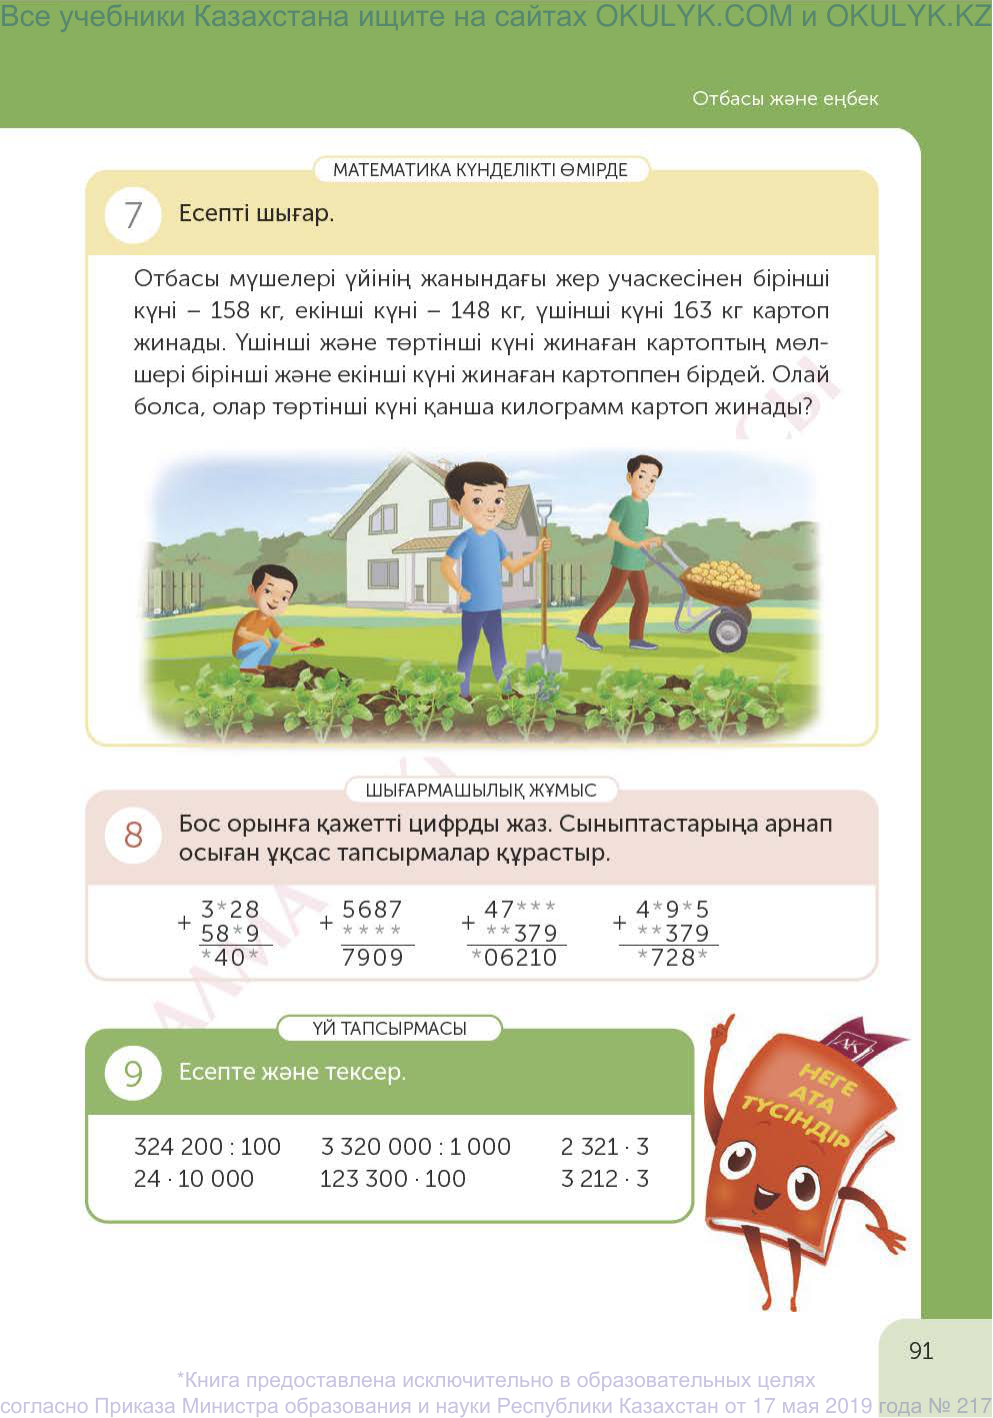 Все учебники Казахстана ищите на сайтах OKULYK.COM и OKULYK.KZ
Отбасы және еңбек
МАТЕМАТИКА КҮНДЕЛІКТІ ӨМІРДЕ
7 Есепті шығар.
Отбасы мүшелері үйінің жанындағы жер учаскесінен бірінші
күні – 158 кг, екінші күні – 148 кг, үшінші күні 163 кг картоп
жинады. Үшінші және төртінші күні жинаған картоптың мөл-
шері бірінші және екінші күні жинаған картоппен бірдей. Олай
болса, олар төртінші күні қанша килограмм картоп жинады?
ШЫҒАРМАШЫЛЫҚ ЖҰМЫС
8 Бос орынға қажетті цифрды жаз. Сыныптастарыңа арнап
осыған ұқсас тапсырмалар құрастыр.
3*28 5687 47*** 4*9*5
+ + + +
58*9 **** **379 **379
*40* 7909 *06210 *728*
ҮЙ ТАПСЫРМАСЫ
9 Есепте және тексер.
324 200 : 100 3 320 000 : 1 000 2 321 · 3
24 · 10 000 123 300 · 100 3 212 · 3
АК
НЕГЕ
АТА
ТҮСІНДІР
91
*Книга предоставлена исключительно в образовательных целях
согласно Приказа Министра образования и науки Республики Казахстан от 17 мая 2019 года № 217